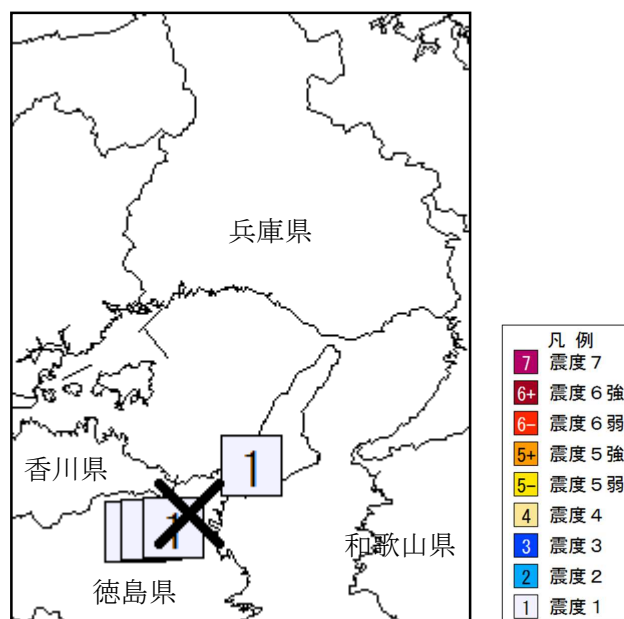 兵庫県
1
香川県
1
和歌山県
徳島県
凡 例
7 震度7
6+ 震度6強
6- 震度6弱
5+ 震度5強
5- 震度5弱
4 震度4
3 震度3
2 震度2
1 震度1